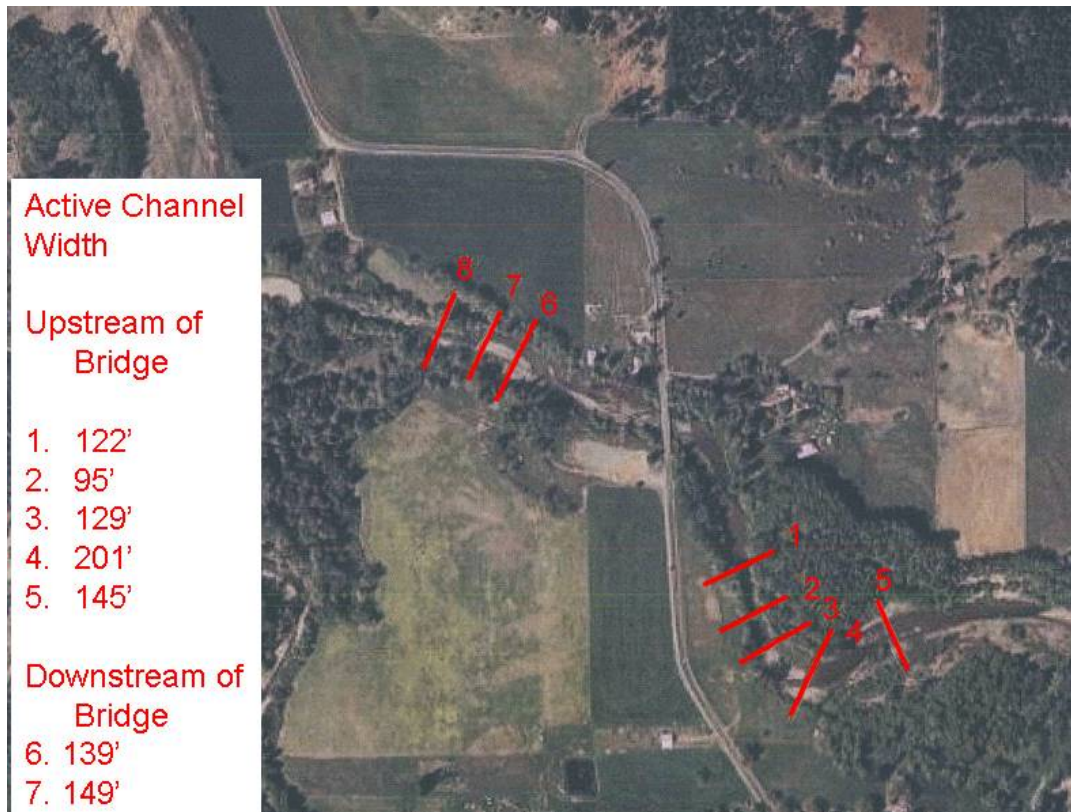 Active Channel
Width
Upstream of
Bridge
1. 122’
2. 95’
3. 129’
4. 201’
5. 145’
Downstream of
Bridge
6. 139’
7. 149’
8
7
6
1
2
3
4
5